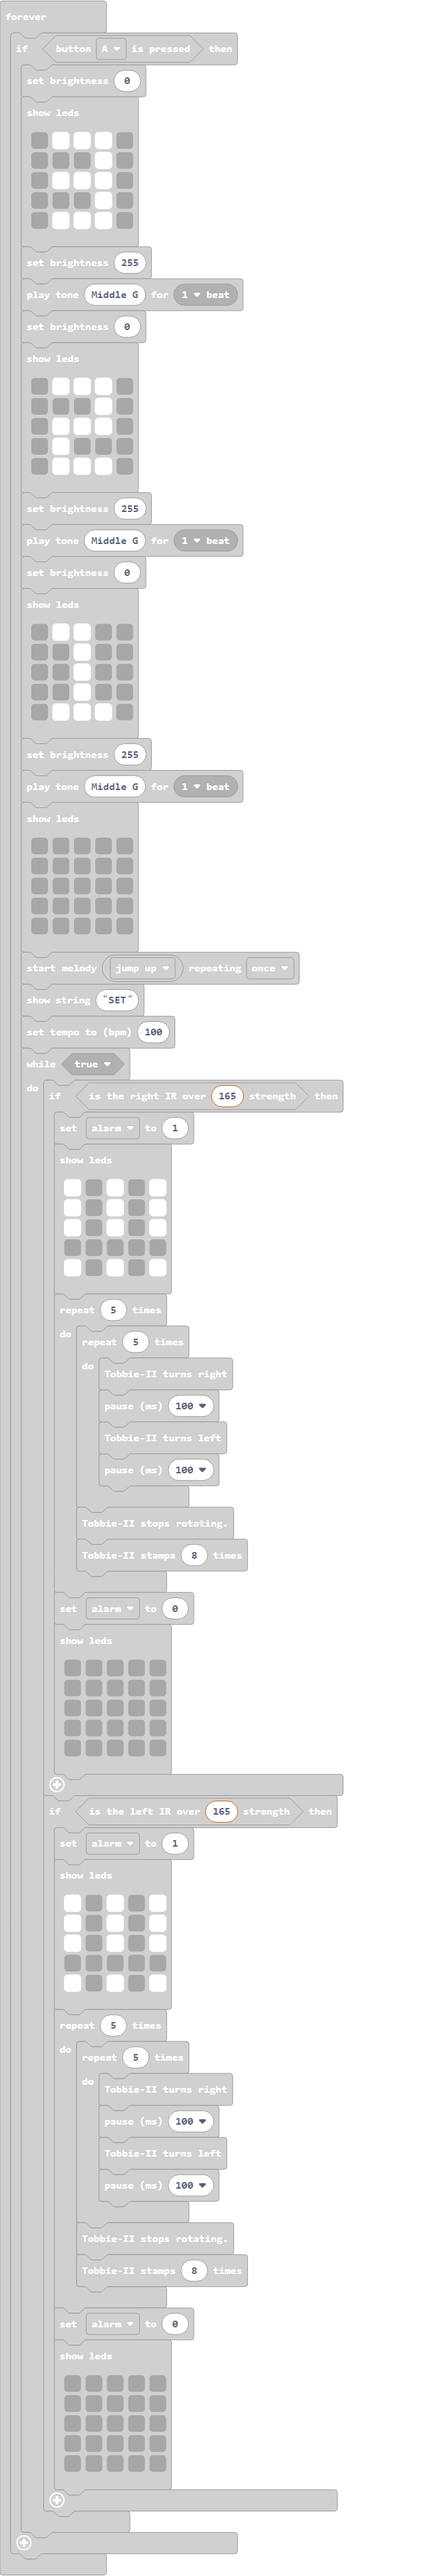 forever
if button A is pressed then
set brightness 0
show leds
set brightness 255
play tone Middle G for 1 beat
set brightness 0
show leds
set brightness 255
play tone Middle G for 1 beat
set brightness 0
show leds
set brightness 255
play tone Middle G for 1 beat
show leds
start melody jump up repeating once
show string "SET"
set tempo to (bpm) 100
while true
do if is the right IR over 165 strength then
set alarm to 1
show leds
repeat 5 times
do repeat 5 times
do Tobbie-II turns right
pause (ms) 100
Tobbie-II turns left
pause (ms) 100
Tobbie-II stops rotating.
Tobbie-II stamps 8 times
set alarm to 0
show leds
if is the left IR over 165 strength then
set alarm to 1
show leds
repeat 5 times
do repeat 5 times
do Tobbie-II turns right
pause (ms) 100
Tobbie-II turns left
pause (ms) 100
Tobbie-II stops rotating.
Tobbie-II stamps 8 times
set alarm to 0
show leds